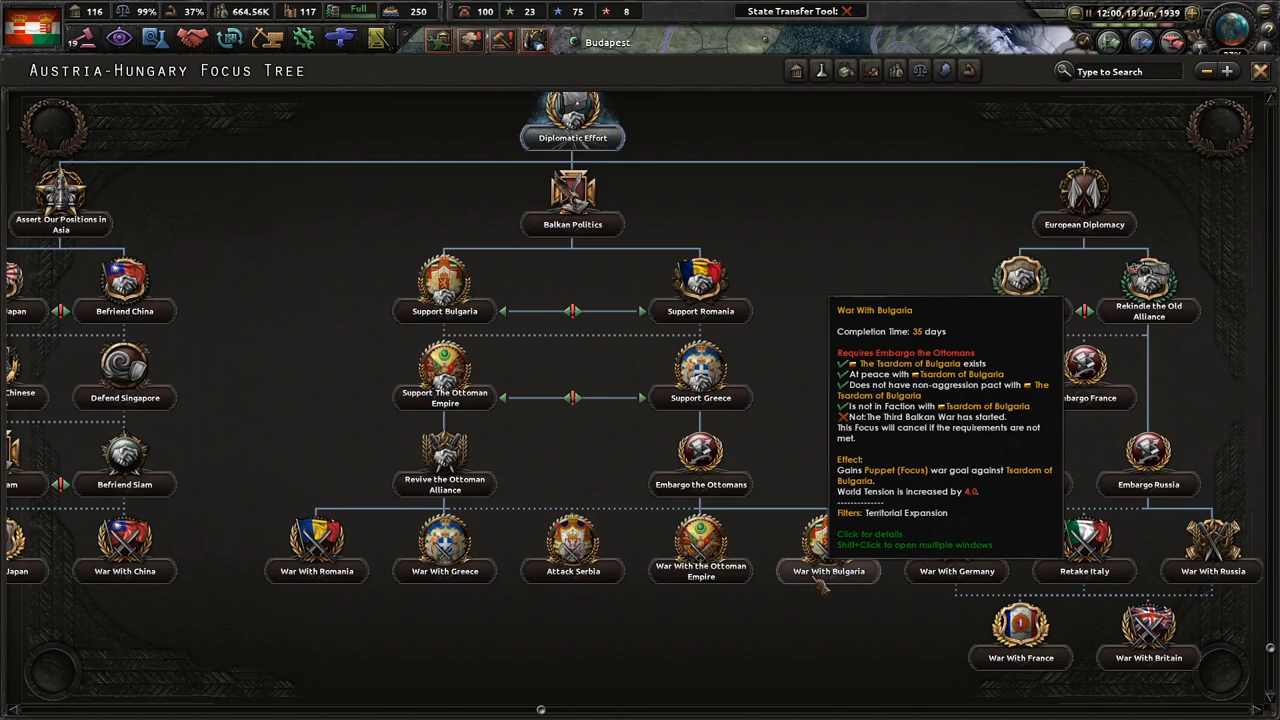 116 99% 37% 664.56K 117 Full 250 100 23 75 8 State Transfer Tool: 12:00, 18 Jun, 1939
19
Budapest
Austria-Hungary Focus Tree
Type to Search
Diplomatic Effort
Assert Our Positions in
Asia
Balkan Politics
European Diplomacy
Japan
Befriend China
Support Bulgaria
Support Romania
Rekindle the Old
Alliance
Chinese
Defend Singapore
Support The Ottoman
Empire
Support Greece
Embargo France
Siam
Befriend Siam
Revive the Ottoman
Alliance
Embargo the Ottomans
Embargo Russia
Japan
War With China
War With Romania
War With Greece
Attack Serbia
War With the Ottoman
Empire
War With Bulgaria
War With Germany
Retake Italy
War With Russia
War With France
War With Britain
War With Bulgaria
Completion Time: 35 days
Requires Embargo the Ottomans
The Tsardom of Bulgaria exists
At peace with Tsardom of Bulgaria
Does not have non-aggression pact with The
Tsardom of Bulgaria
Is not in Faction with Tsardom of Bulgaria
Not:The Third Balkan War has started.
This Focus will cancel if the requirements are not
met.
Effect:
Gains Puppet (Focus) war goal against Tsardom of
Bulgaria.
World Tension is increased by 4.0.
--------------
Filters: Territorial Expansion
Click for details
Shift+Click to open multiple windows